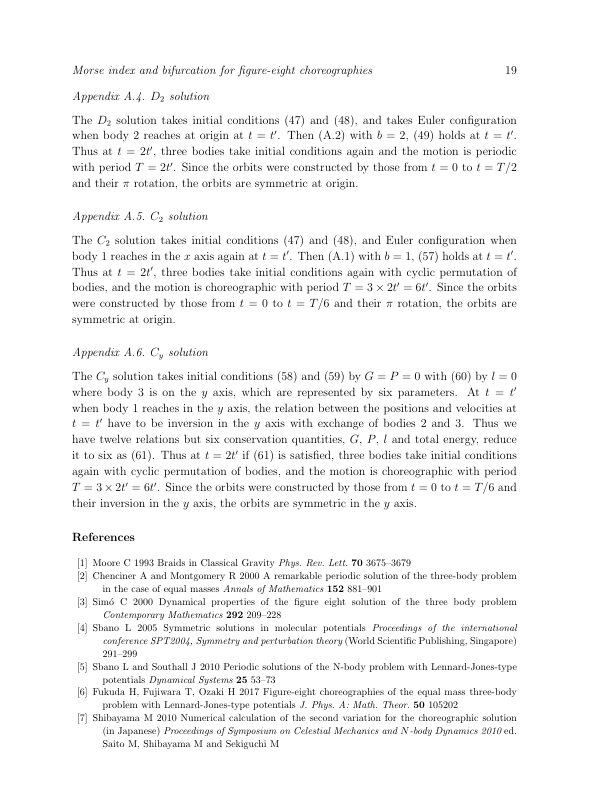 Morse index and bifurcation for figure-eight choreographies 19
Appendix A.4. D₂ solution
The D₂ solution takes initial conditions (47) and (48), and takes Euler configuration
when body 2 reaches at origin at t = t′. Then (A.2) with b = 2, (49) holds at t = t′.
Thus at t = 2t′, three bodies take initial conditions again and the motion is periodic
with period T = 2t′. Since the orbits were constructed by those from t = 0 to t = T/2
and their π rotation, the orbits are symmetric at origin.
Appendix A.5. C₂ solution
The C₂ solution takes initial conditions (47) and (48), and Euler configuration when
body 1 reaches in the x axis again at t = t′. Then (A.1) with b = 1, (57) holds at t = t′.
Thus at t = 2t′, three bodies take initial conditions again with cyclic permutation of
bodies, and the motion is choreographic with period T = 3 × 2t′ = 6t′. Since the orbits
were constructed by those from t = 0 to t = T/6 and their π rotation, the orbits are
symmetric at origin.
Appendix A.6. C_y solution
The C_y solution takes initial conditions (58) and (59) by G = P = 0 with (60) by l = 0
where body 3 is on the y axis, which are represented by six parameters. At t = t′
when body 1 reaches in the y axis, the relation between the positions and velocities at
t = t′ have to be inversion in the y axis with exchange of bodies 2 and 3. Thus we
have twelve relations but six conservation quantities, G, P, l and total energy, reduce
it to six as (61). Thus at t = 2t′ if (61) is satisfied, three bodies take initial conditions
again with cyclic permutation of bodies, and the motion is choreographic with period
T = 3 × 2t′ = 6t′. Since the orbits were constructed by those from t = 0 to t = T/6 and
their inversion in the y axis, the orbits are symmetric in the y axis.
References
[1] Moore C 1993 Braids in Classical Gravity Phys. Rev. Lett. 70 3675–3679
[2] Chenciner A and Montgomery R 2000 A remarkable periodic solution of the three-body problem
in the case of equal masses Annals of Mathematics 152 881–901
[3] Simó C 2000 Dynamical properties of the figure eight solution of the three body problem
Contemporary Mathematics 292 209–228
[4] Sbano L 2005 Symmetric solutions in molecular potentials Proceedings of the international
conference SPT2004, Symmetry and perturbation theory (World Scientific Publishing, Singapore)
291–299
[5] Sbano L and Southall J 2010 Periodic solutions of the N-body problem with Lennard-Jones-type
potentials Dynamical Systems 25 53–73
[6] Fukuda H, Fujiwara T, Ozaki H 2017 Figure-eight choreographies of the equal mass three-body
problem with Lennard-Jones-type potentials J. Phys. A: Math. Theor. 50 105202
[7] Shibayama M 2010 Numerical calculation of the second variation for the choreographic solution
(in Japanese) Proceedings of Symposium on Celestial Mechanics and N-body Dynamics 2010 ed.
Saito M, Shibayama M and Sekiguchi M